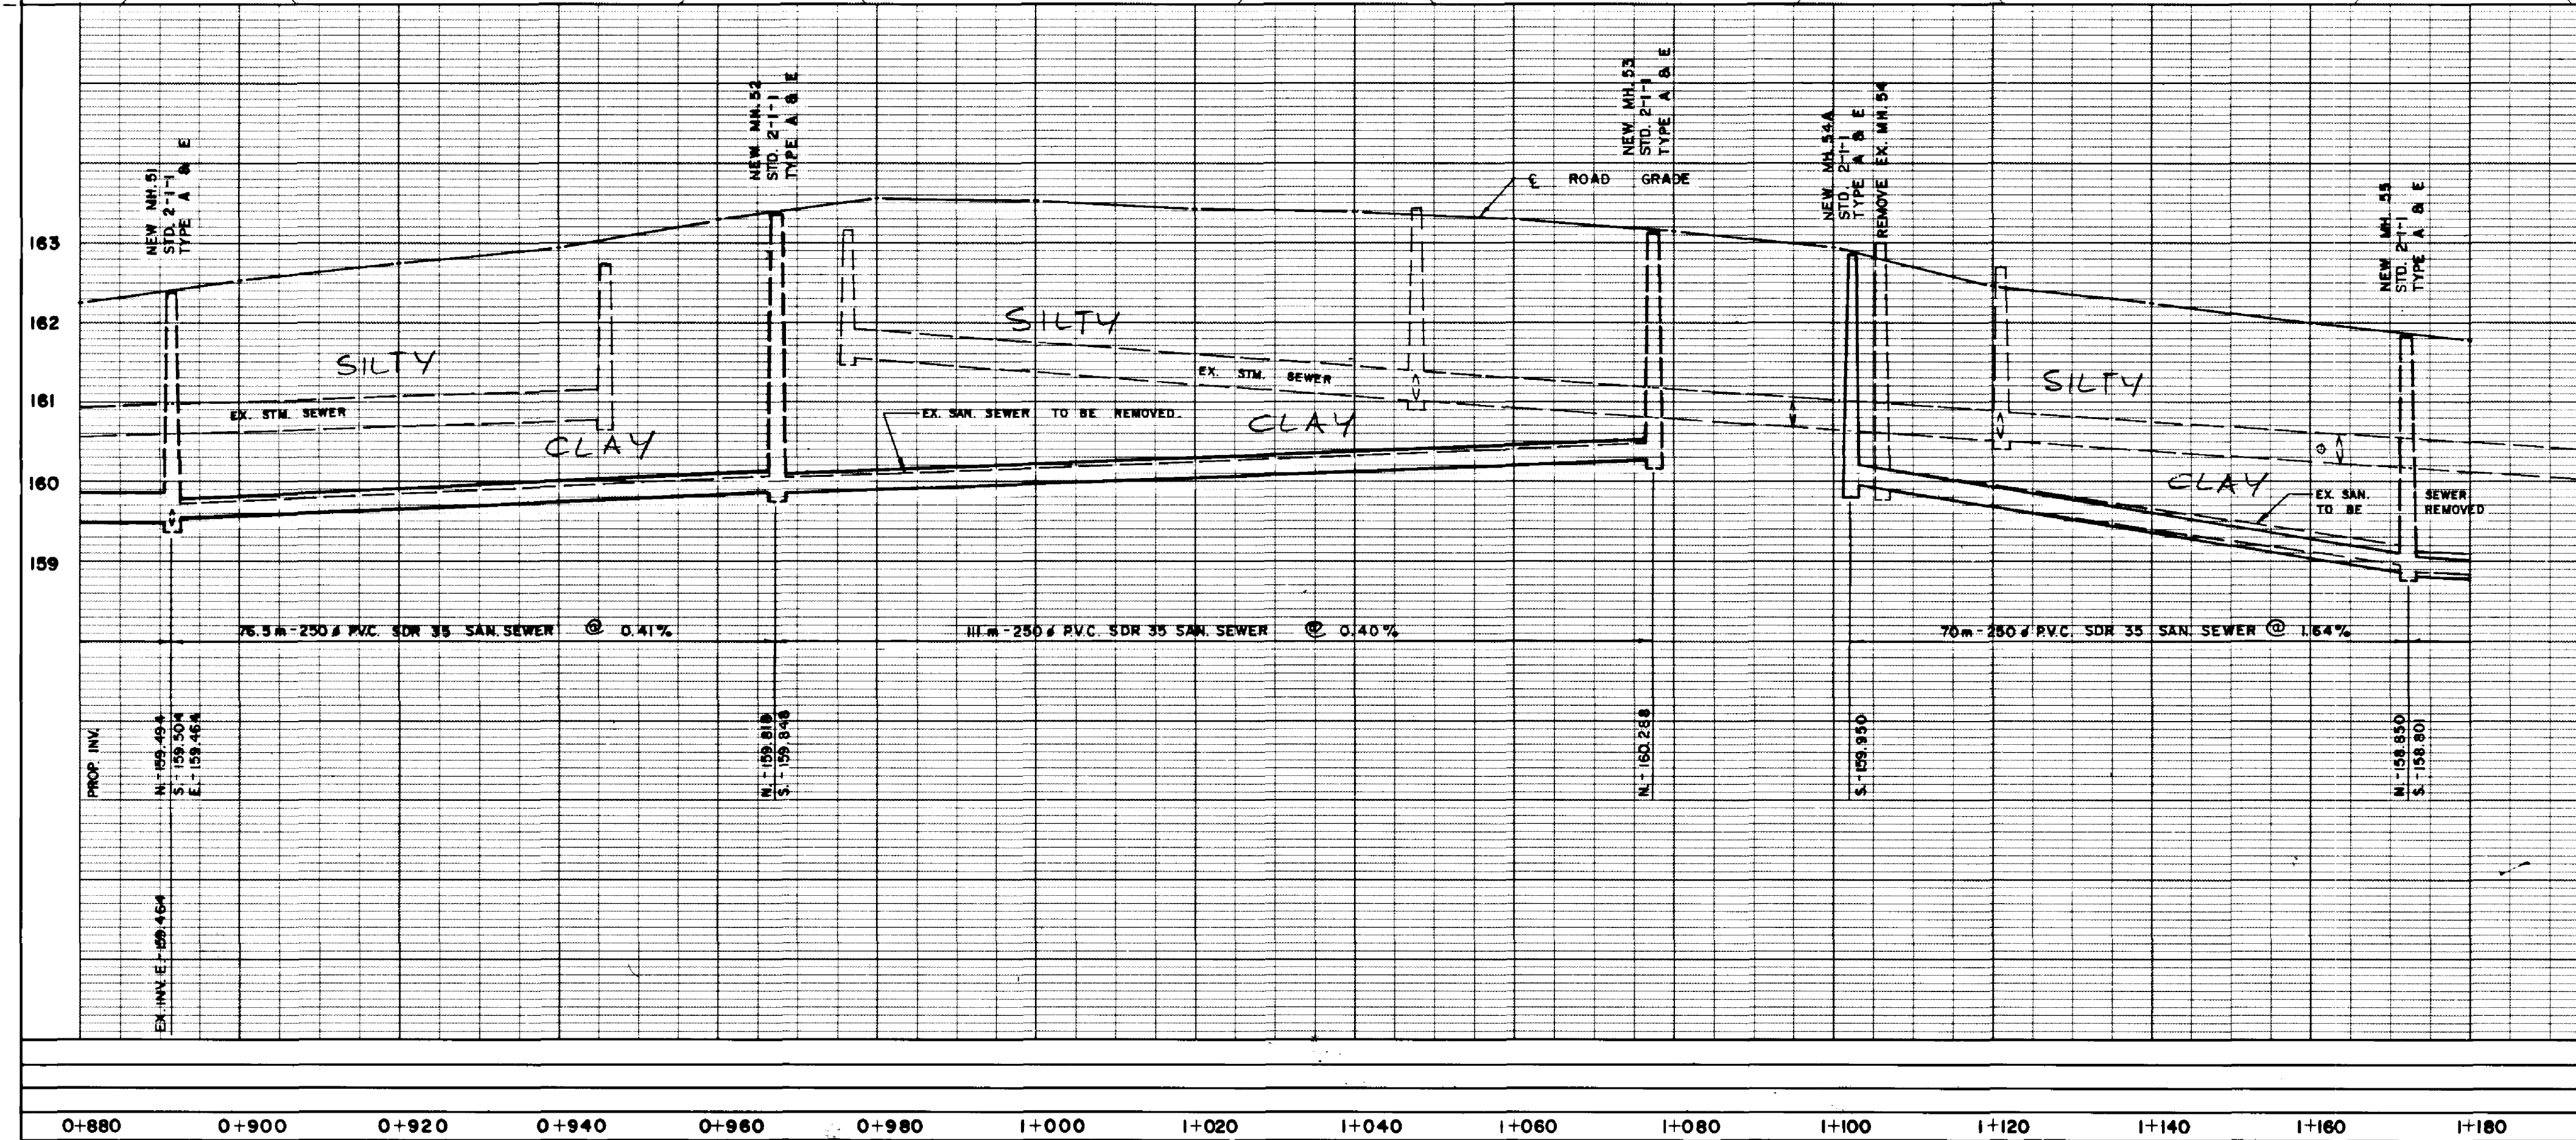 NEW MH. 51
STD. 2-1-1
TYPE A & E
NEW MH. 52
STD. 2-1-1
TYPE A & E
NEW MH. 53
STD. 2-1-1
TYPE A & E
NEW MH. 54A
STD. 2-1-1
TYPE A & E
REMOVE EX. MH. 54
NEW MH. 55
STD. 2-1-1
TYPE A & E
℄ ROAD GRADE
163
162
161
160
159
SILTY
CLAY
SILTY
CLAY
SILTY
CLAY
EX. STM. SEWER
EX. SAN. SEWER TO BE REMOVED.
EX. STM. SEWER
EX. SAN. SEWER
TO BE REMOVED
76.5 m - 250 ø P.V.C. SDR 35 SAN. SEWER @ 0.41%
111 m - 250 ø P.V.C. SDR 35 SAN. SEWER @ 0.40%
70 m - 250 ø P.V.C. SDR 35 SAN. SEWER @ 1.64%
PROP. INV.
N. - 159.494
S. - 159.504
E. - 159.464
N. - 159.818
S. - 159.848
N. - 160.288
S. - 159.950
N. - 158.850
S. - 158.801
EX. INV. E. - 159.464
0+880 0+900 0+920 0+940 0+960 0+980 1+000 1+020 1+040 1+060 1+080 1+100 1+120 1+140 1+160 1+180